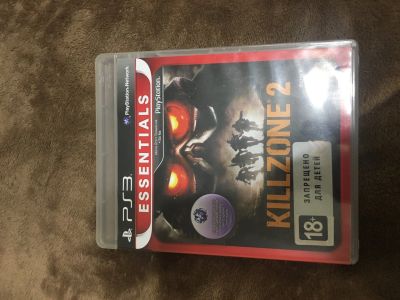 PS3
PlayStation Network
ESSENTIALS
PlayStation
KILLZONE 2
18+
ЗАПРЕЩЕНО
ДЛЯ ДЕТЕЙ